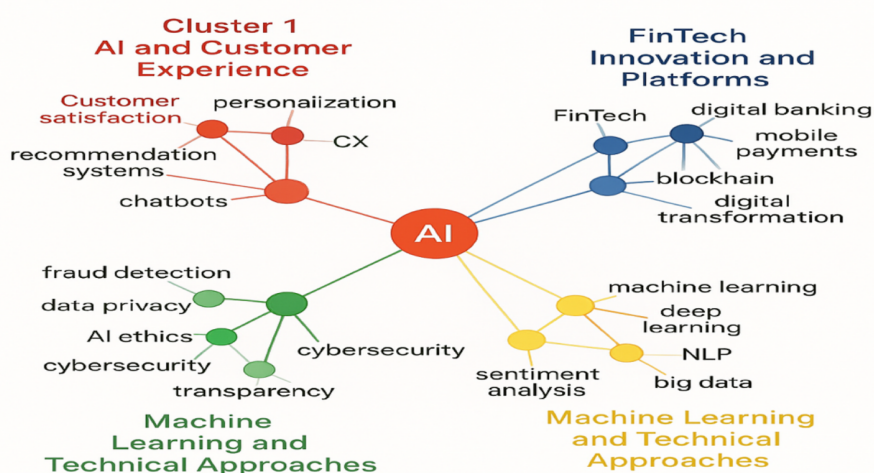 Cluster 1
AI and Customer
Experience
Customer
satisfaction
personaiization
CX
recommendation
systems
chatbots
FinTech
Innovation and
Platforms
FinTech
digital banking
mobile
payments
blockhain
digital
transformation
AI
fraud detection
data privacy
AI ethics
cybersecurity
transparency
cybersecurity
Machine
Learning and
Technical Approaches
machine learning
deep
learning
NLP
big data
sentiment
analysis
Machine Learning
and Technical
Approaches